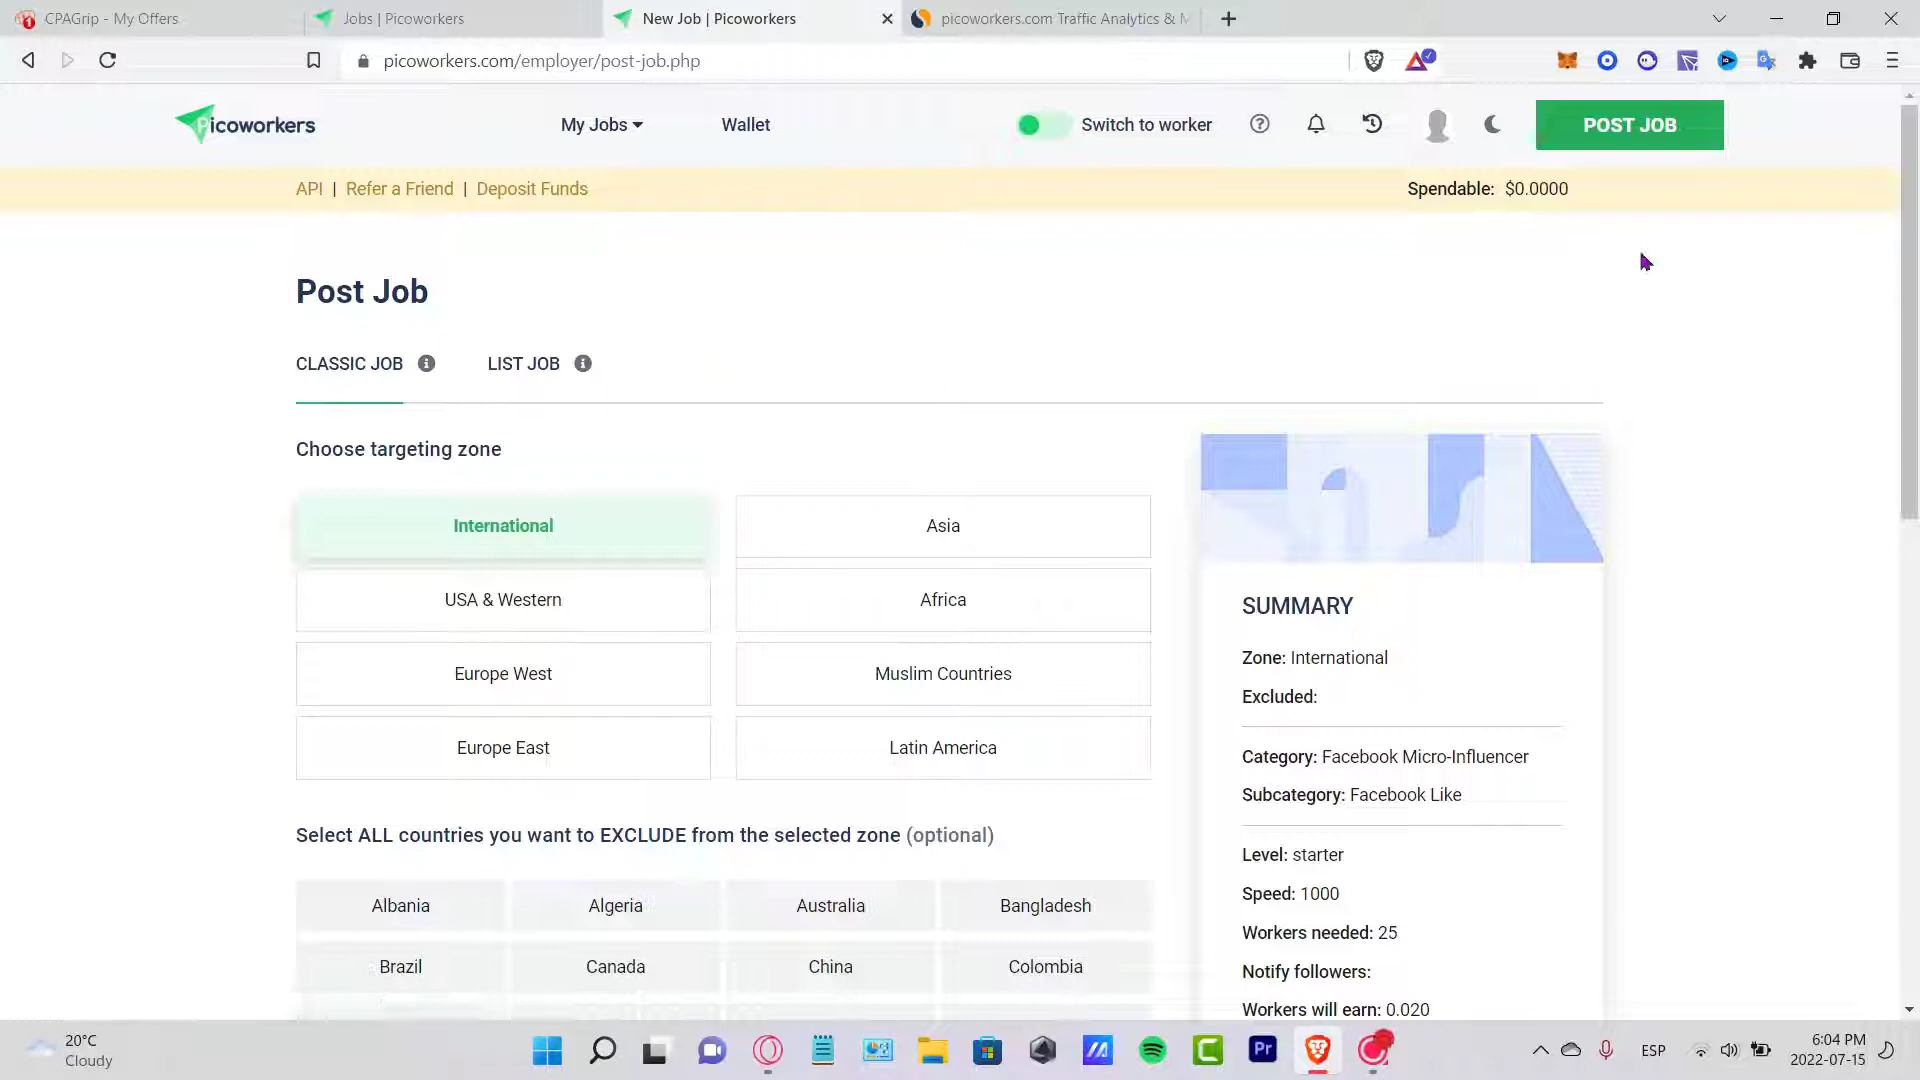 CPAGrip - My Offers
Jobs | Picoworkers
New Job | Picoworkers
picoworkers.com Traffic Analytics & M
picoworkers.com/employer/post-job.php
Picoworkers
My Jobs
Wallet
Switch to worker
POST JOB
API | Refer a Friend | Deposit Funds
Spendable: $0.0000
Post Job
CLASSIC JOB
LIST JOB
Choose targeting zone
International
Asia
USA & Western
Africa
Europe West
Muslim Countries
Europe East
Latin America
Select ALL countries you want to EXCLUDE from the selected zone (optional)
Albania
Algeria
Australia
Bangladesh
Brazil
Canada
China
Colombia
SUMMARY
Zone: International
Excluded:
Category: Facebook Micro-Influencer
Subcategory: Facebook Like
Level: starter
Speed: 1000
Workers needed: 25
Notify followers:
Workers will earn: 0.020
20°C
Cloudy
Pr
ESP
6:04 PM
2022-07-15